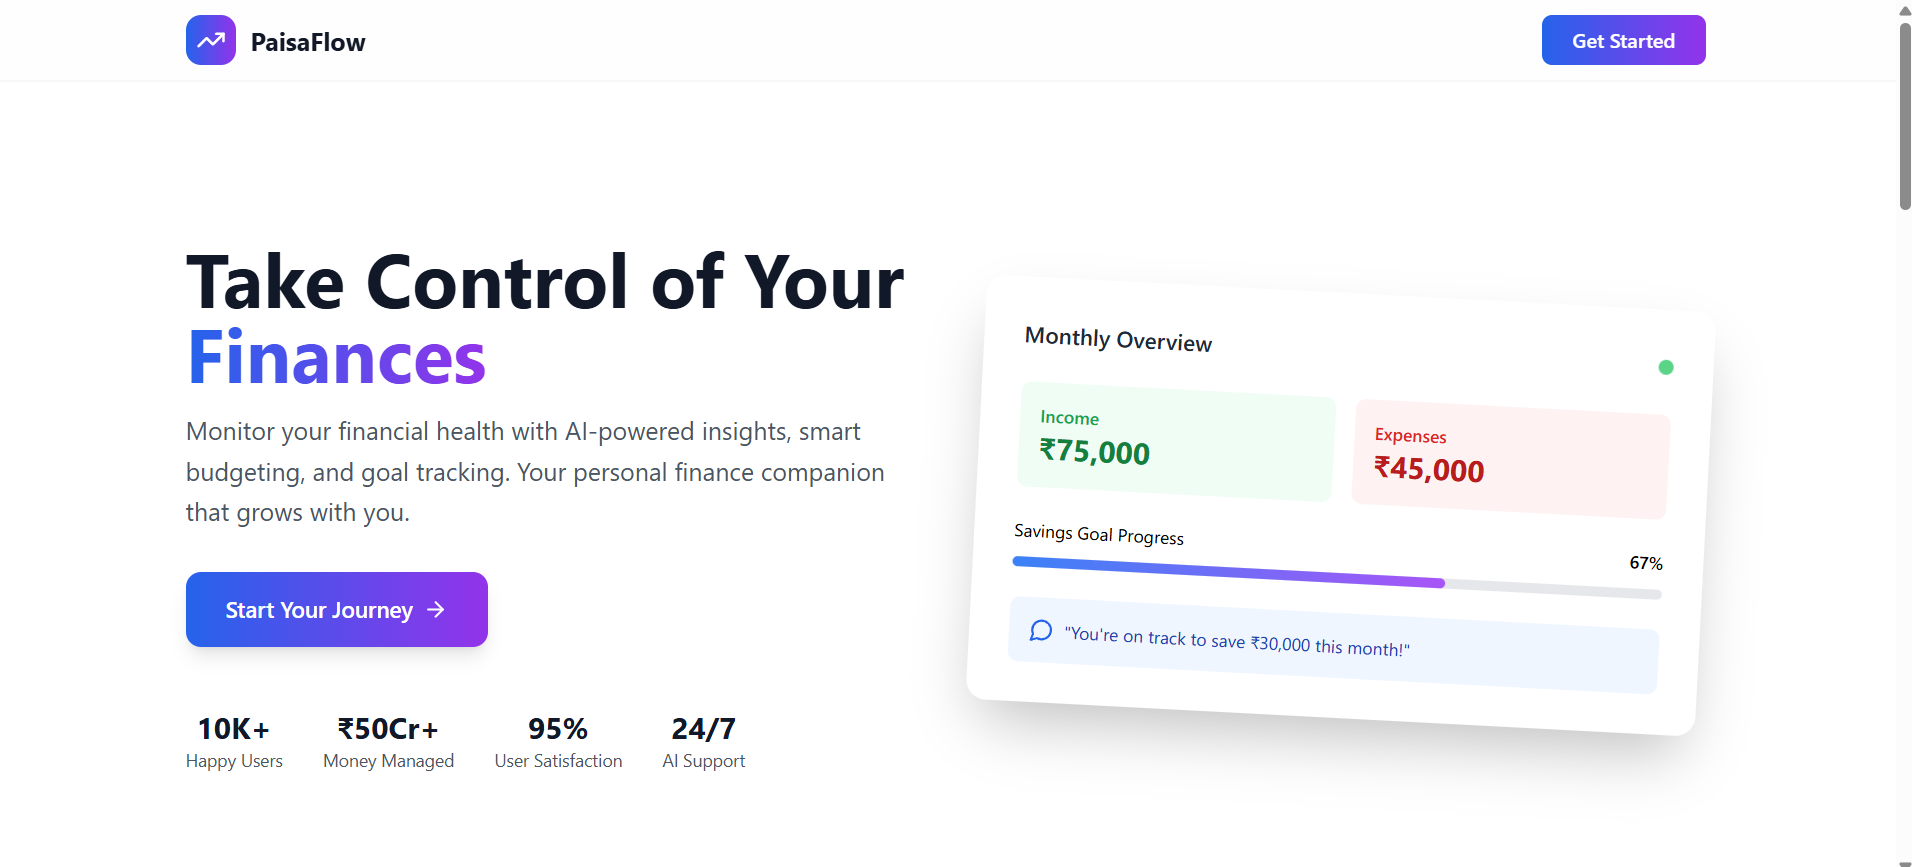 PaisaFlow
Get Started
Take Control of Your
Finances
Monitor your financial health with AI-powered insights, smart
budgeting, and goal tracking. Your personal finance companion
that grows with you.
Start Your Journey →
10K+
Happy Users
₹50Cr+
Money Managed
95%
User Satisfaction
24/7
AI Support
Monthly Overview
Income
₹75,000
Expenses
₹45,000
Savings Goal Progress
67%
"You're on track to save ₹30,000 this month!"